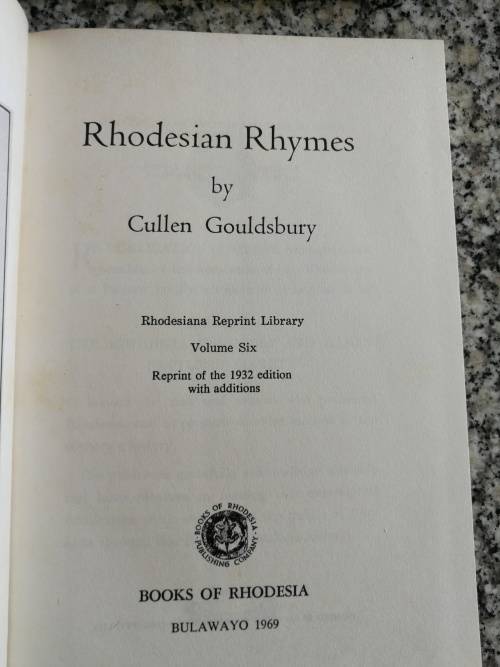 Rhodesian Rhymes
by
Cullen Gouldsbury
Rhodesiana Reprint Library
Volume Six
Reprint of the 1932 edition
with additions
BOOKS OF RHODESIA
PUBLISHING COMPANY
BOOKS OF RHODESIA
BULAWAYO 1969